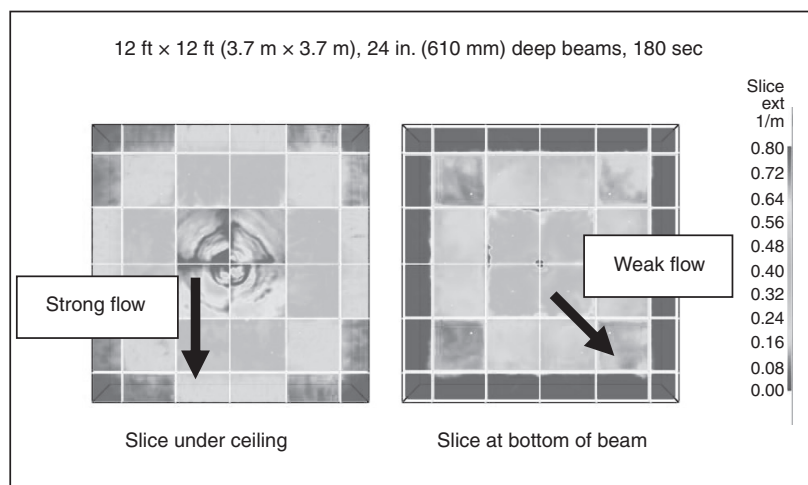 12 ft × 12 ft (3.7 m × 3.7 m), 24 in. (610 mm) deep beams, 180 sec
Slice
ext
1/m
0.80
0.72
0.64
0.56
0.48
0.40
0.32
0.24
0.16
0.08
0.00
Strong flow
Weak flow
Slice under ceiling
Slice at bottom of beam